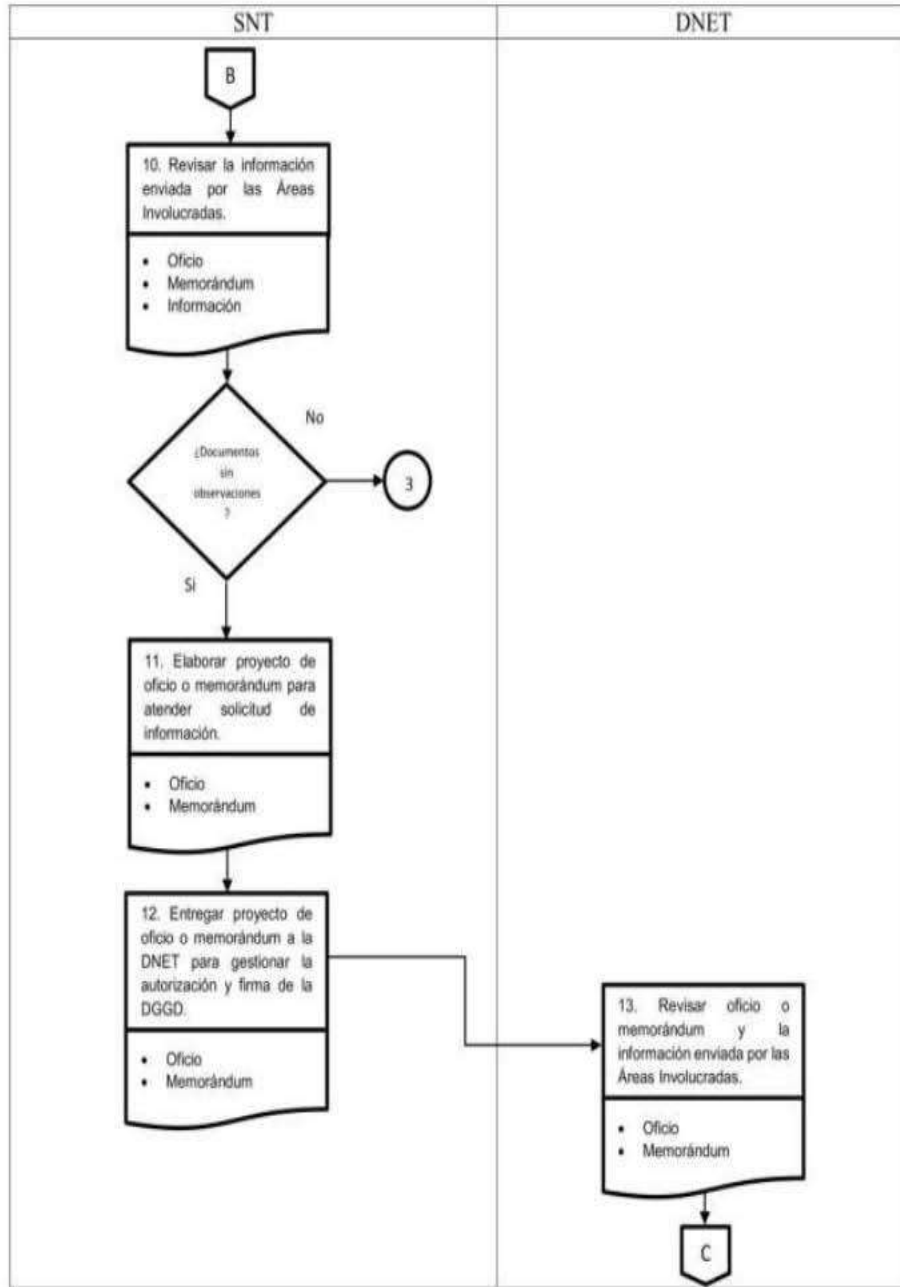 SNT
DNET
B
10. Revisar la información
enviada por las Áreas
Involucradas.
• Oficio
• Memorándum
• Información
No
¿Documentos
sin
observaciones
?
3
Si
11. Elaborar proyecto de
oficio o memorándum para
atender solicitud de
información.
• Oficio
• Memorándum
12. Entregar proyecto de
oficio o memorándum a la
DNET para gestionar la
autorización y firma de la
DGGD.
• Oficio
• Memorándum
13. Revisar oficio o
memorándum y la
información enviada por las
Áreas Involucradas.
• Oficio
• Memorándum
C